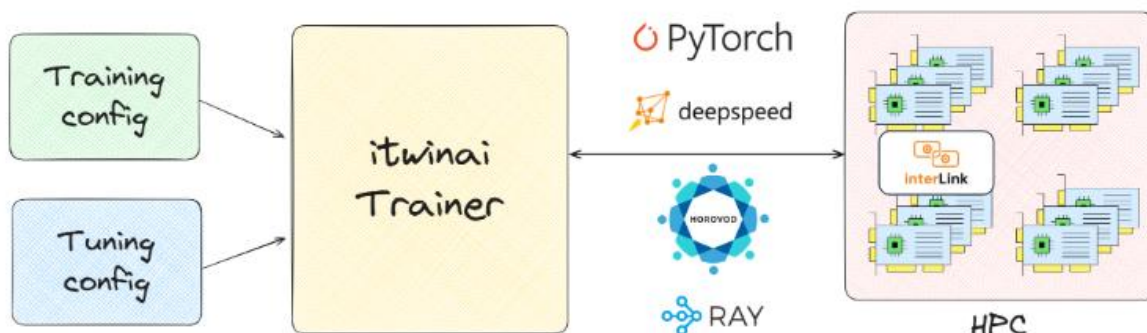 Training
config
Tuning
config
itwinai
Trainer
PyTorch
deepspeed
HOROVOD
RAY
interLink
HPC